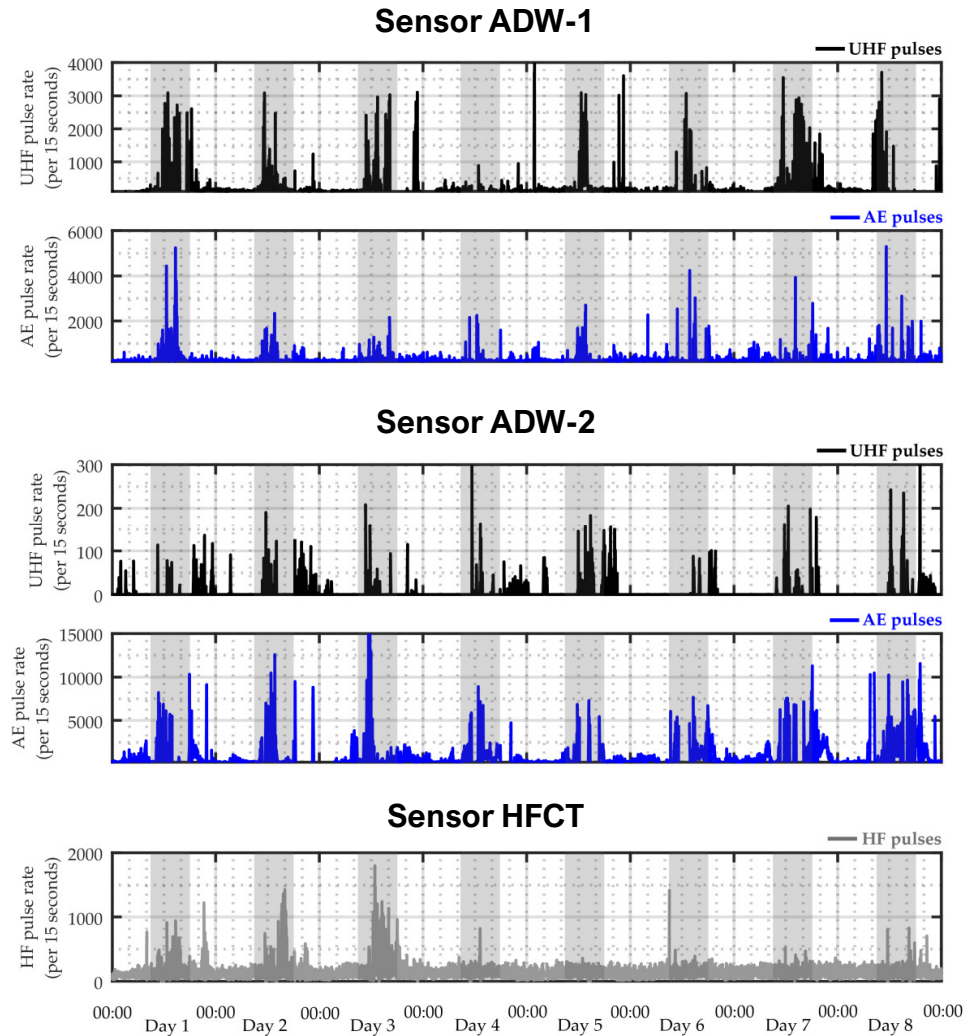 Sensor ADW-1
UHF pulses
UHF pulse rate
(per 15 seconds)
4000
3000
2000
1000
AE pulses
AE pulse rate
(per 15 seconds)
6000
4000
2000
Sensor ADW-2
UHF pulses
UHF pulse rate
(per 15 seconds)
300
200
100
0
AE pulses
AE pulse rate
(per 15 seconds)
15000
10000
5000
Sensor HFCT
HF pulses
HF pulse rate
(per 15 seconds)
2000
1000
0
00:00 00:00 00:00 00:00 00:00 00:00 00:00 00:00 00:00
Day 1 Day 2 Day 3 Day 4 Day 5 Day 6 Day 7 Day 8